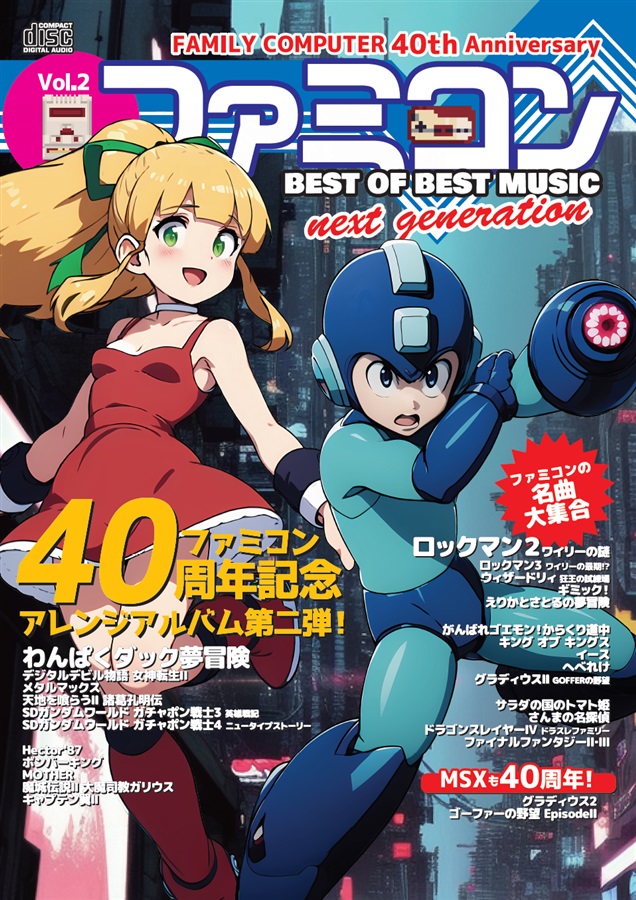 COMPACT
disc
DIGITAL AUDIO
FAMILY COMPUTER 40th Anniversary
Vol.2
ファミコン
BEST OF BEST MUSIC
next generation
ファミコンの
名曲
大集合
40
ファミコン
周年記念
アレンジアルバム第二弾!
わんぱくダック夢冒険
デジタルデビル物語 女神転生II
メタルマックス
天地を喰らうII 諸葛孔明伝
SDガンダムワールド ガチャポン戦士3 英雄戦記
SDガンダムワールド ガチャポン戦士4 ニュータイプストーリー
Hector'87
ボンバーキング
MOTHER
魔城伝説II 大魔司教ガリウス
キャプテン翼II
ロックマン2 ワイリーの謎
ロックマン3 ワイリーの最期!?
ウィザードリィ 狂王の試練場
ギミック!
えりかとさとるの夢冒険
がんばれゴエモン!からくり道中
キング オブ キングス
イース
へべれけ
グラディウスII GOFFERの野望
サラダの国のトマト姫
さんまの名探偵
ドラゴンスレイヤーIV ドラスレファミリー
ファイナルファンタジーII・III
MSXも40周年!
グラディウス2
ゴーファーの野望 EpisodeII